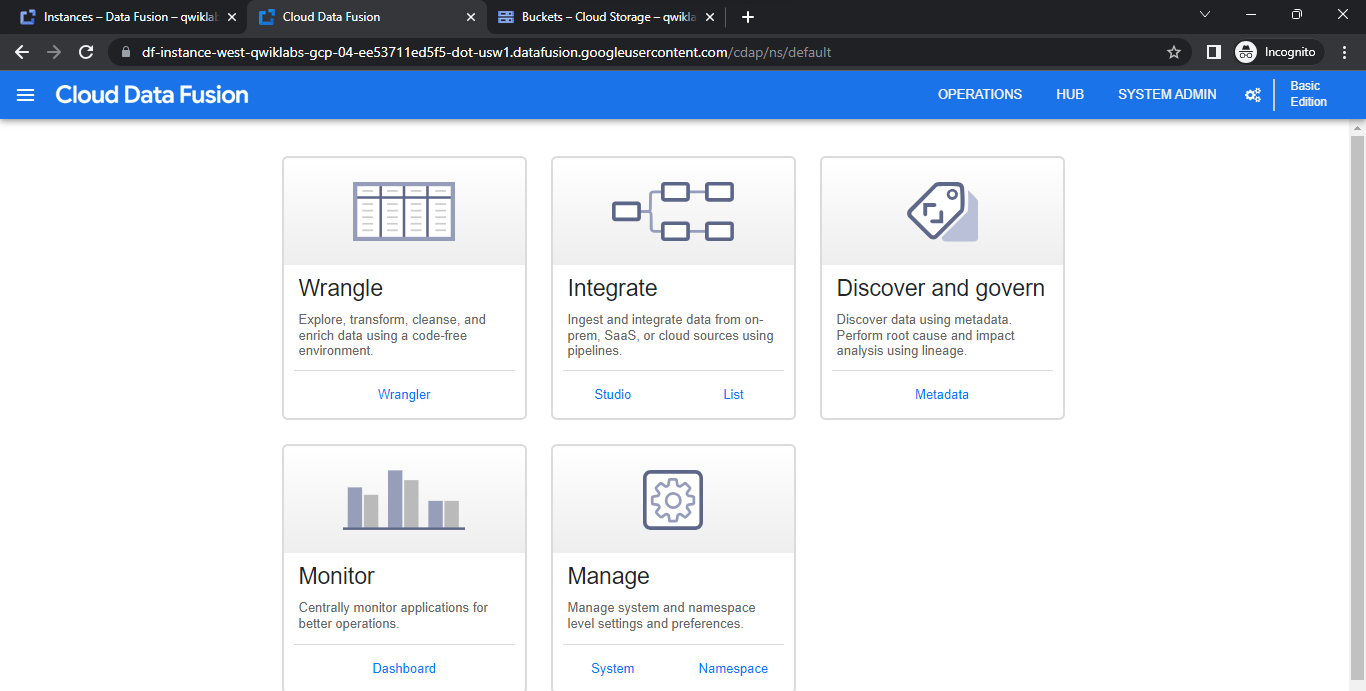 Instances – Data Fusion – qwikla
Cloud Data Fusion
Buckets – Cloud Storage – qwikla
df-instance-west-qwiklabs-gcp-04-ee53711ed5f5-dot-usw1.datafusion.googleusercontent.com/cdap/ns/default
Incognito
Cloud Data Fusion
OPERATIONS
HUB
SYSTEM ADMIN
Basic
Edition
Wrangle
Explore, transform, cleanse, and
enrich data using a code-free
environment.
Wrangler
Integrate
Ingest and integrate data from on-
prem, SaaS, or cloud sources using
pipelines.
Studio
List
Discover and govern
Discover data using metadata.
Perform root cause and impact
analysis using lineage.
Metadata
Monitor
Centrally monitor applications for
better operations.
Dashboard
Manage
Manage system and namespace
level settings and preferences.
System
Namespace